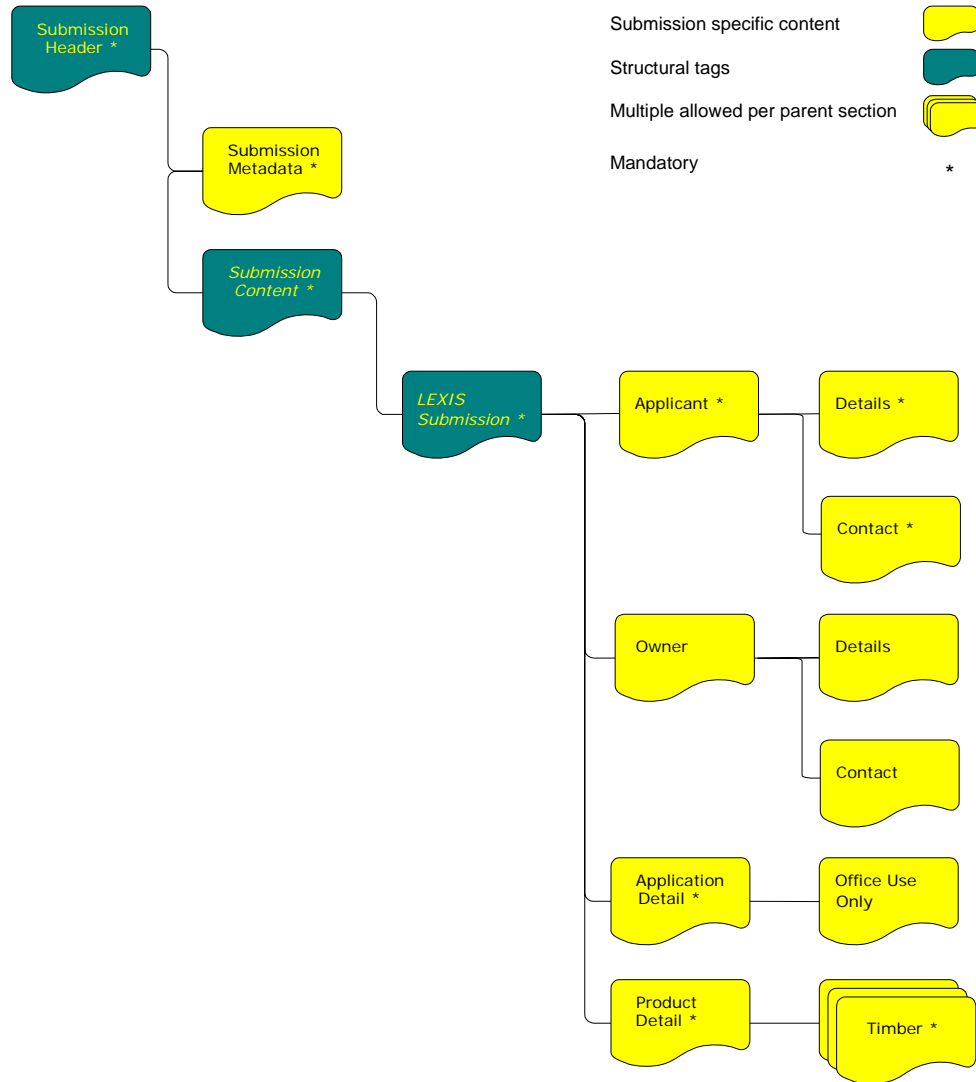 Submission
Header *
Submission specific content
Structural tags
Multiple allowed per parent section
Mandatory *
Submission
Metadata *
Submission
Content *
LEXIS
Submission *
Applicant *
Details *
Contact *
Owner
Details
Contact
Application
Detail *
Office Use
Only
Product
Detail *
Timber *